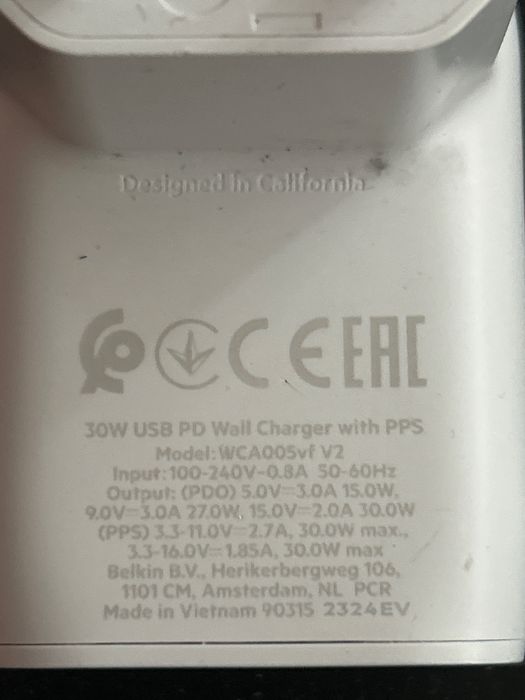 Designed in California
CE EAC
30W USB PD Wall Charger with PPS
Model:WCA005vf V2
Input:100-240V~0.8A 50-60Hz
Output: (PDO) 5.0V⎓3.0A 15.0W,
9.0V⎓3.0A 27.0W, 15.0V⎓2.0A 30.0W
(PPS) 3.3-11.0V⎓2.7A, 30.0W max.,
3.3-16.0V⎓1.85A, 30.0W max
Belkin B.V., Herikerbergweg 106,
1101 CM, Amsterdam, NL PCR
Made in Vietnam 90315 2324EV